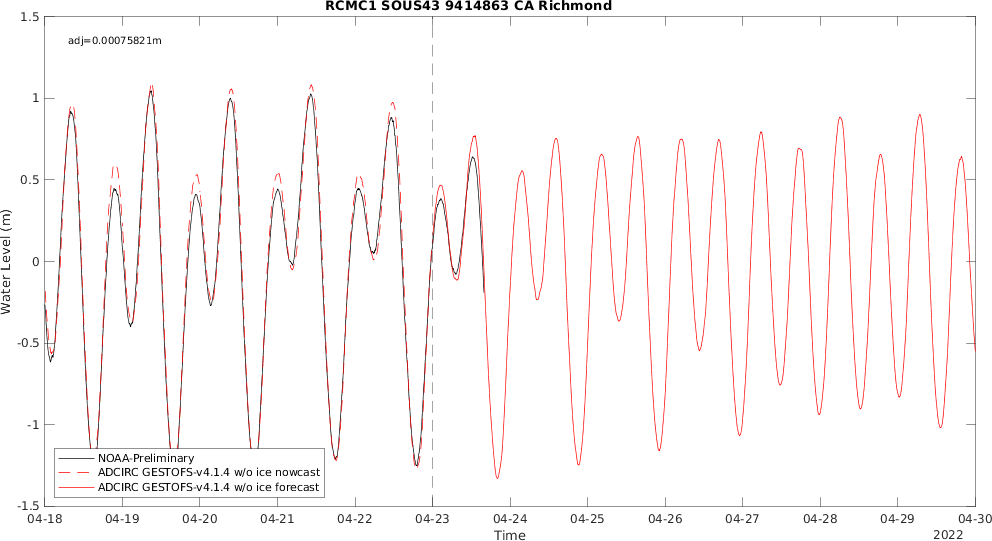 RCMC1 SOUS43 9414863 CA Richmond
adj=0.00075821m
Water Level (m)
1.5
1
0.5
0
-0.5
-1
-1.5
NOAA-Preliminary
ADCIRC GESTOFS-v4.1.4 w/o ice nowcast
ADCIRC GESTOFS-v4.1.4 w/o ice forecast
04-18 04-19 04-20 04-21 04-22 04-23 04-24 04-25 04-26 04-27 04-28 04-29 04-30
Time
2022